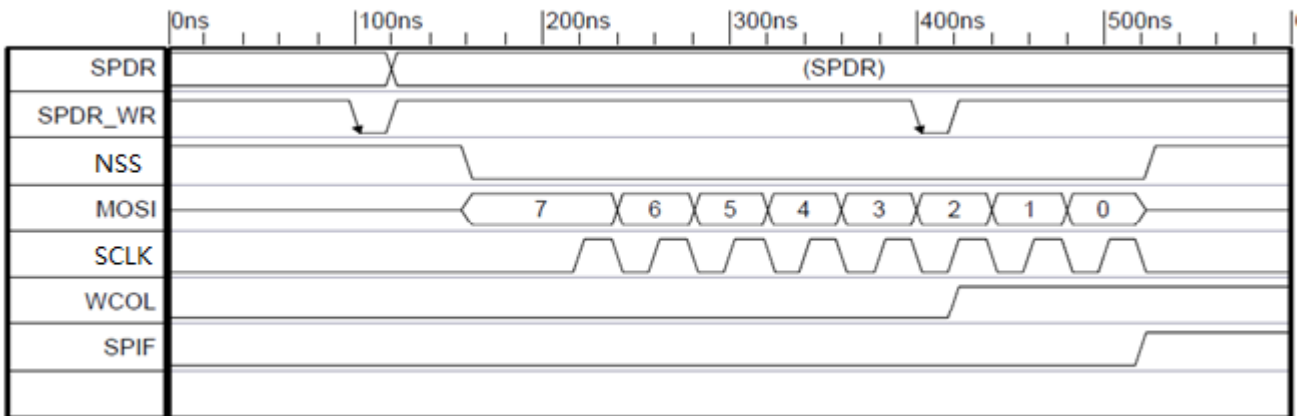 0ns 100ns 200ns 300ns 400ns 500ns
SPDR (SPDR)
SPDR_WR
NSS
MOSI 7 6 5 4 3 2 1 0
SCLK
WCOL
SPIF